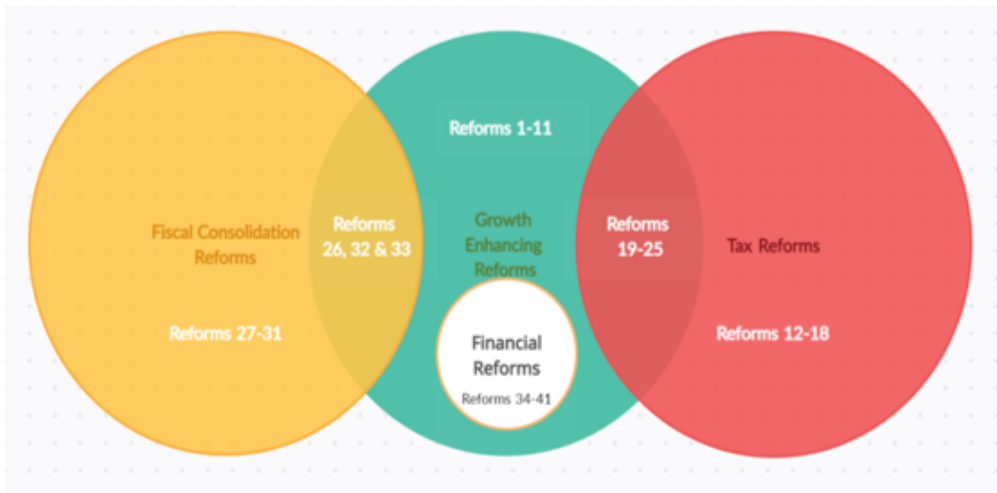 Fiscal Consolidation
Reforms
Reforms 27-31
Reforms
26, 32 & 33
Reforms 1-11
Growth
Enhancing
Reforms
Financial
Reforms
Reforms 34-41
Reforms
19-25
Tax Reforms
Reforms 12-18